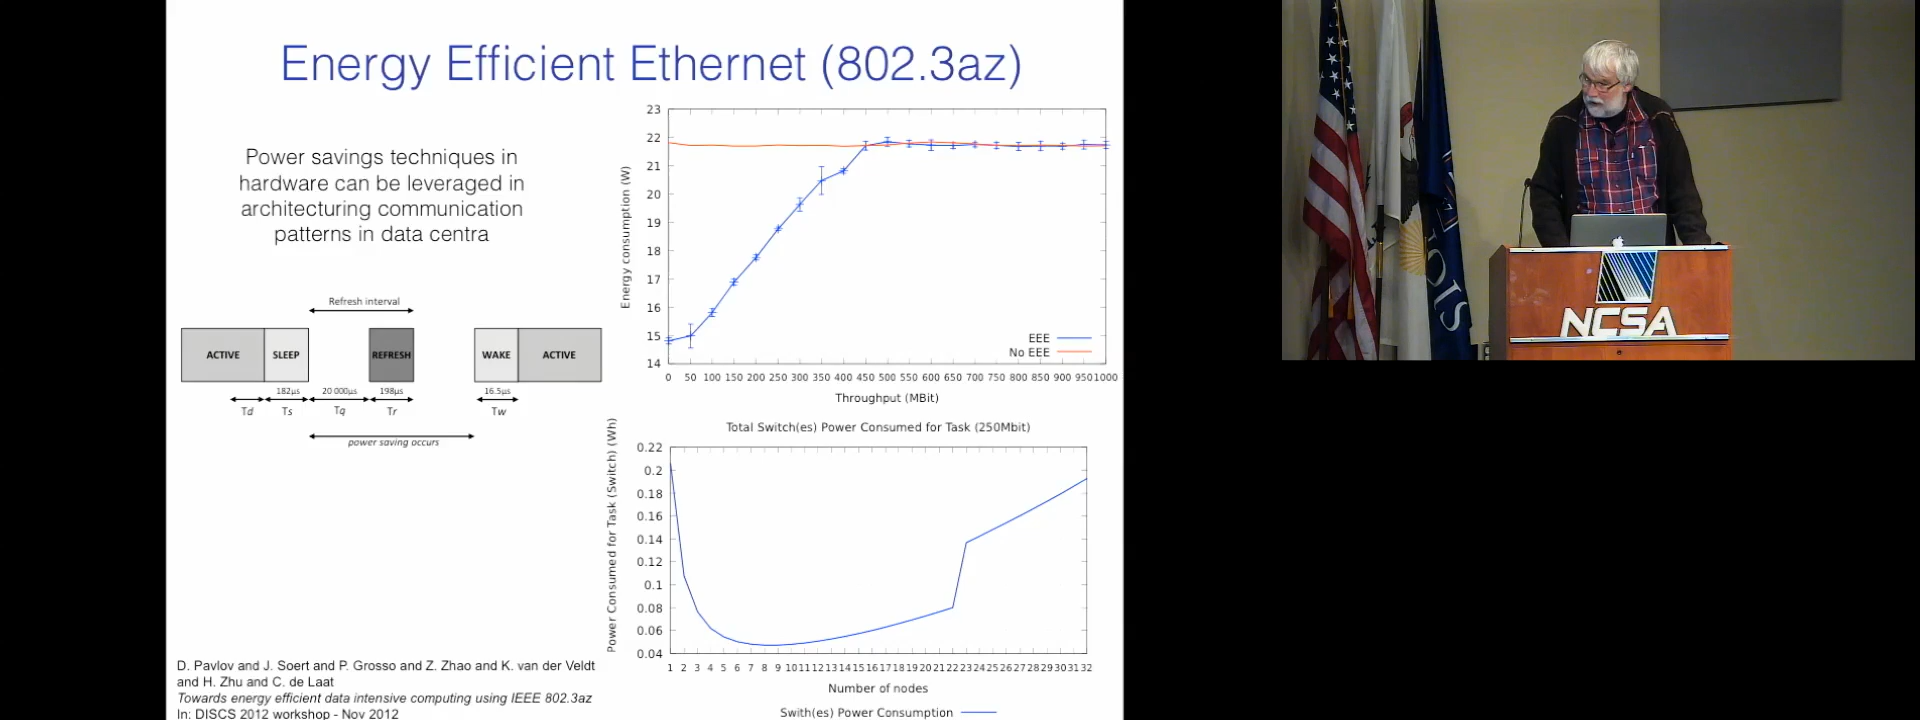 Energy Efficient Ethernet (802.3az)
Power savings techniques in
hardware can be leveraged in
architecturing communication
patterns in data centra
Refresh interval
ACTIVE SLEEP REFRESH WAKE ACTIVE
182µs 20 000µs 198µs 16.5µs
Td Ts Tq Tr Tw
power saving occurs
D. Pavlov and J. Soert and P. Grosso and Z. Zhao and K. van der Veldt
and H. Zhu and C. de Laat
Towards energy efficient data intensive computing using IEEE 802.3az
In: DISCS 2012 workshop - Nov 2012
Energy consumption (W)
23
22
21
20
19
18
17
16
15
14
EEE
No EEE
0 50 100 150 200 250 300 350 400 450 500 550 600 650 700 750 800 850 900 950 1000
Throughput (MBit)
Total Switch(es) Power Consumed for Task (250Mbit)
Power Consumed for Task (Switch) (Wh)
0.22
0.2
0.18
0.16
0.14
0.12
0.1
0.08
0.06
0.04
1 2 3 4 5 6 7 8 9 10 11 12 13 14 15 16 17 18 19 20 21 22 23 24 25 26 27 28 29 30 31 32
Number of nodes
Swith(es) Power Consumption
NCSA